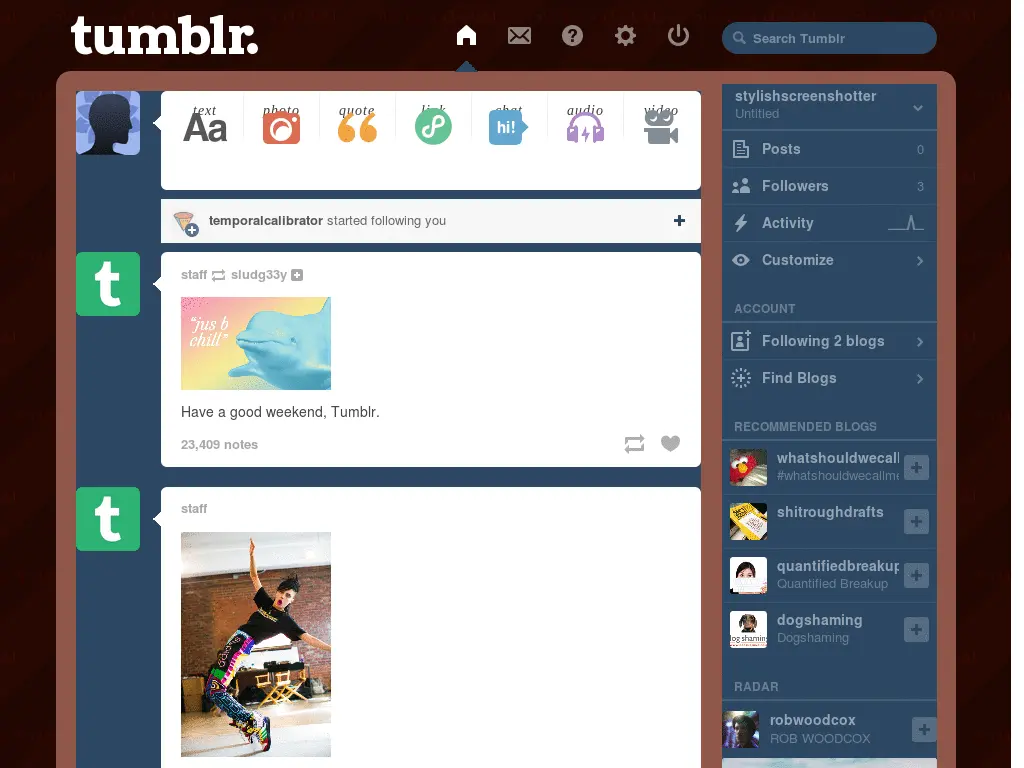 tumblr.
Search Tumblr
text
photo
quote
link
chat
audio
video
Aa
hi!
temporalcalibrator started following you
staff sludg33y
"jus b
chill"
Have a good weekend, Tumblr.
23,409 notes
staff
stylishscreenshotter
Untitled
Posts 0
Followers 3
Activity
Customize
ACCOUNT
Following 2 blogs
Find Blogs
RECOMMENDED BLOGS
whatshouldwecall
#whatshouldwecallme
shitroughdrafts
quantifiedbreakup
Quantified Breakup
dogshaming
Dogshaming
RADAR
robwoodcox
ROB WOODCOX